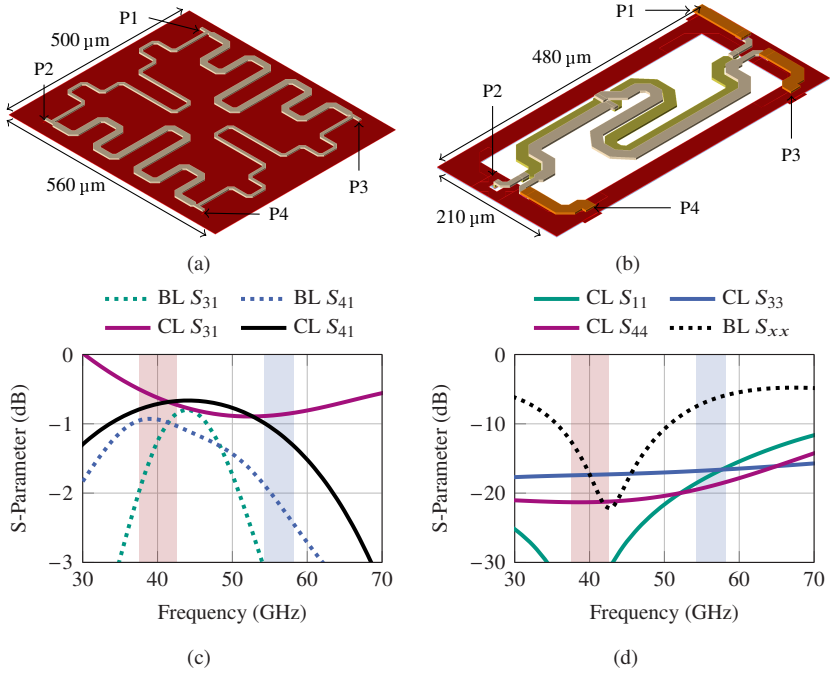 P1
500 µm
P2
560 µm
P3
P4
(a)
P1
480 µm
P2
210 µm
P3
P4
(b)
BL S31 BL S41
CL S31 CL S41
0
−1
−2
−3
S-Parameter (dB)
30 40 50 60 70
Frequency (GHz)
(c)
CL S11 CL S33
CL S44 BL Sxx
0
−10
−20
−30
S-Parameter (dB)
30 40 50 60 70
Frequency (GHz)
(d)